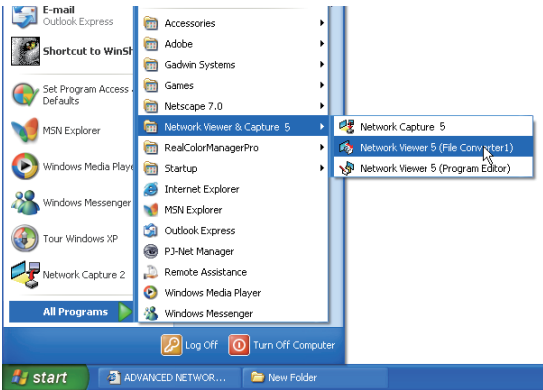 E-mail
Outlook Express
Shortcut to WinSh
Set Program Access
Defaults
MSN Explorer
Windows Media Playe
Windows Messenger
Tour Windows XP
Network Capture 2
All Programs
Accessories
Adobe
Gadwin Systems
Games
Netscape 7.0
Network Viewer & Capture 5
RealColorManagerPro
Startup
Internet Explorer
MSN Explorer
Outlook Express
PJ-Net Manager
Remote Assistance
Windows Media Player
Windows Messenger
Network Capture 5
Network Viewer 5 (File Converter1)
Network Viewer 5 (Program Editor)
Log Off
Turn Off Computer
start
ADVANCED NETWOR...
New Folder